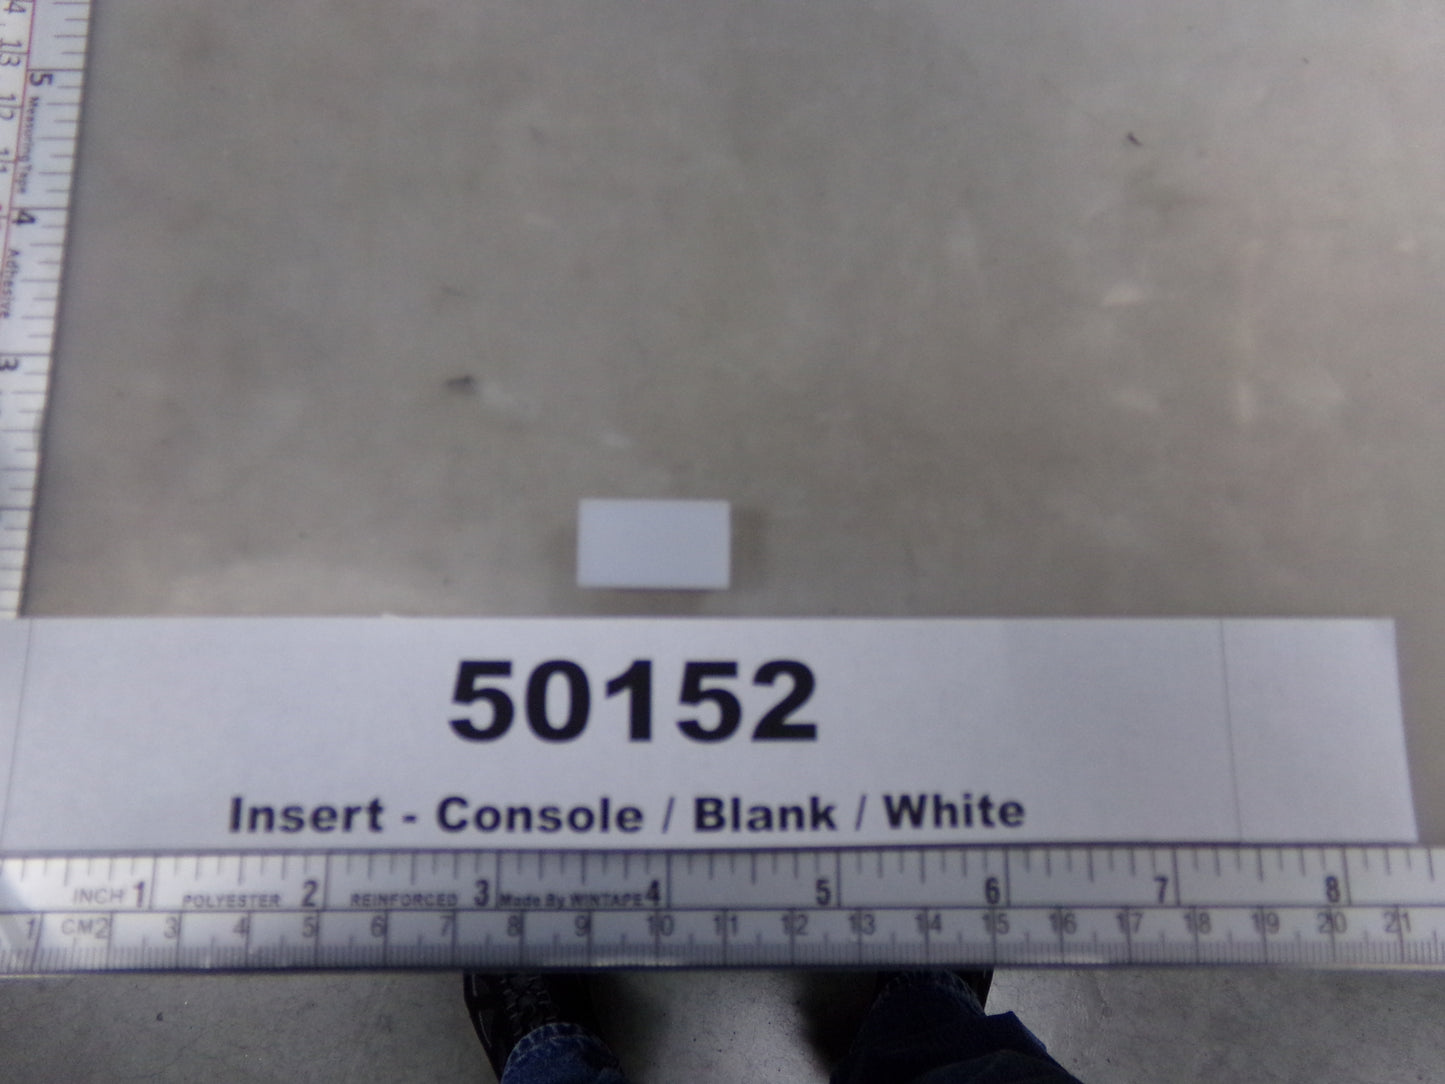 5 Measuring Tape
4 Adhesive
3
50152
Insert - Console / Blank / White
INCH 1 POLYESTER 2 REINFORCED 3 Made By WINTAPE 4 5 6 7 8
1 CM2 3 4 5 6 7 8 9 10 11 12 13 14 15 16 17 18 19 20 21